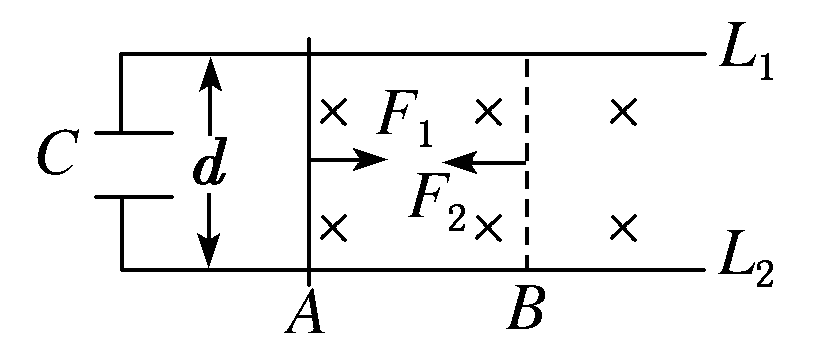 L₁
× F₁ × ×
C d
F₂
× × ×
L₂
A B